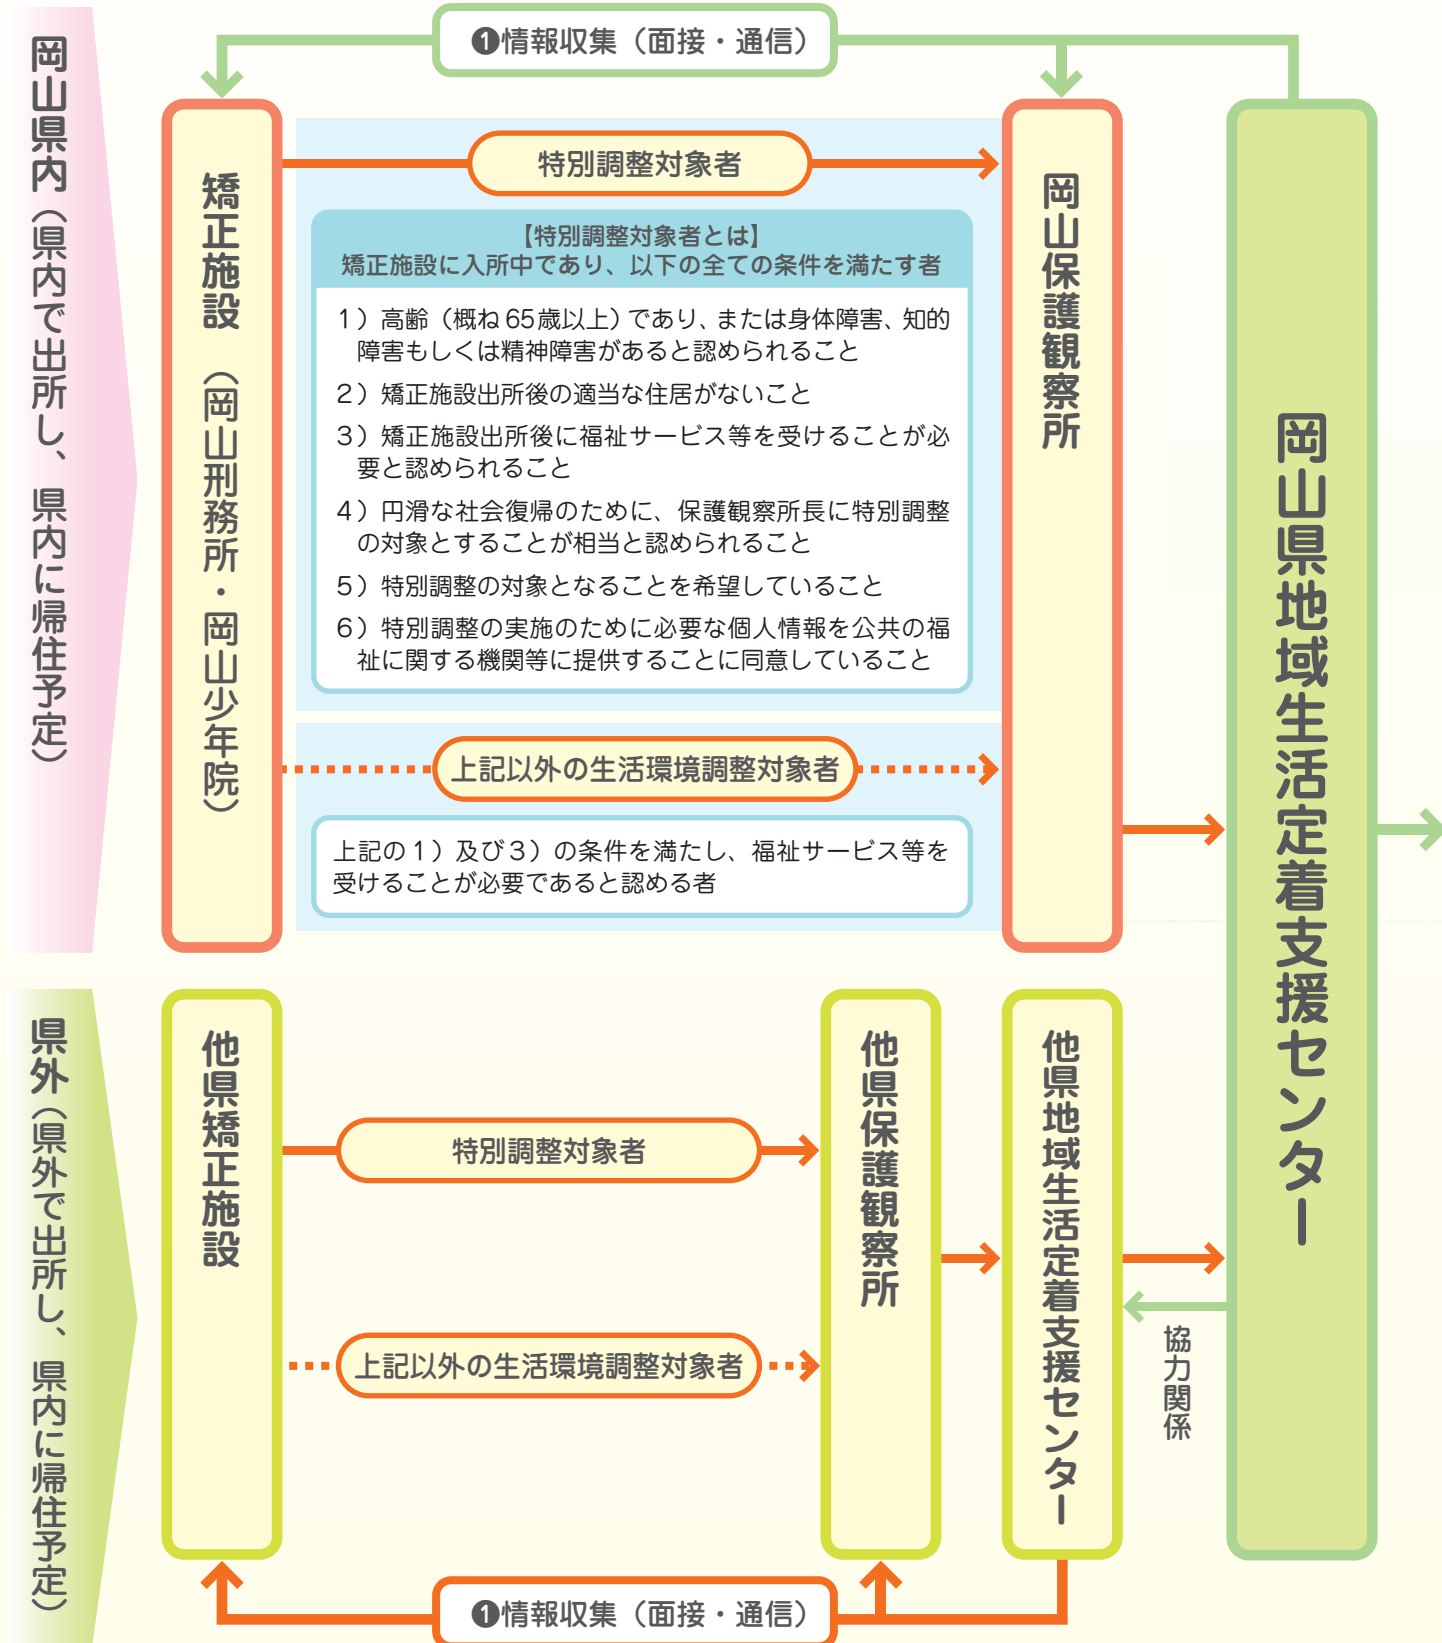 ❶情報収集（面接・通信）
岡山県内（県内で出所し、県内に帰住予定）
矯正施設（岡山刑務所・岡山少年院）
特別調整対象者
【特別調整対象者とは】
矯正施設に入所中であり、以下の全ての条件を満たす者
１）高齢（概ね65歳以上）であり、または身体障害、知的
障害もしくは精神障害があると認められること
２）矯正施設出所後の適当な住居がないこと
３）矯正施設出所後に福祉サービス等を受けることが必
要と認められること
４）円滑な社会復帰のために、保護観察所長に特別調整
の対象とすることが相当と認められること
５）特別調整の対象となることを希望していること
６）特別調整の実施のために必要な個人情報を公共の福
祉に関する機関等に提供することに同意していること
上記以外の生活環境調整対象者
上記の１）及び３）の条件を満たし、福祉サービス等を
受けることが必要であると認める者
岡山保護観察所
岡山県地域生活定着支援センター
県外（県外で出所し、県内に帰住予定）
他県矯正施設
特別調整対象者
上記以外の生活環境調整対象者
他県保護観察所
他県地域生活定着支援センター
協力関係
❶情報収集（面接・通信）